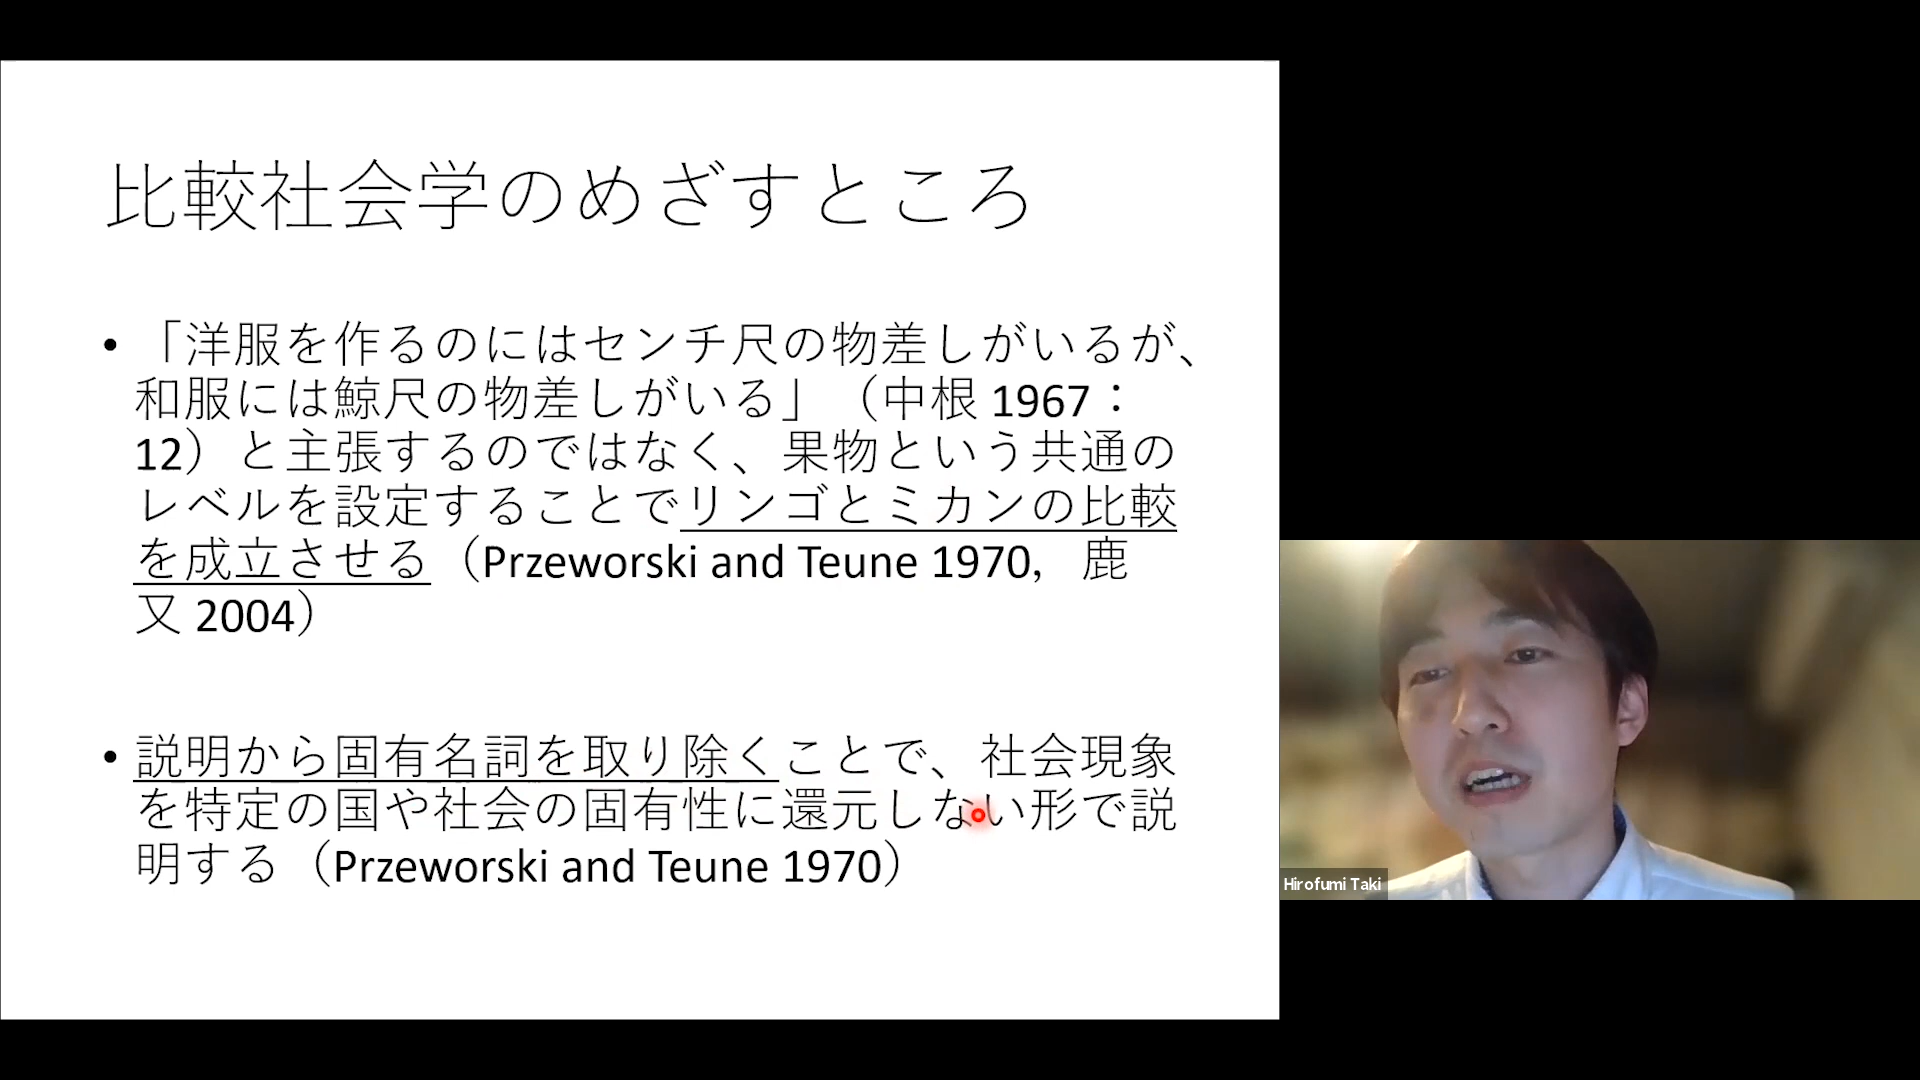 比較社会学のめざすところ
• 「洋服を作るのにはセンチ尺の物差しがいるが、
和服には鯨尺の物差しがいる」（中根 1967：
12）と主張するのではなく、果物という共通の
レベルを設定することでリンゴとミカンの比較
を成立させる（Przeworski and Teune 1970，鹿
又 2004）
• 説明から固有名詞を取り除くことで、社会現象
を特定の国や社会の固有性に還元しない形で説
明する（Przeworski and Teune 1970）
Hirofumi Taki